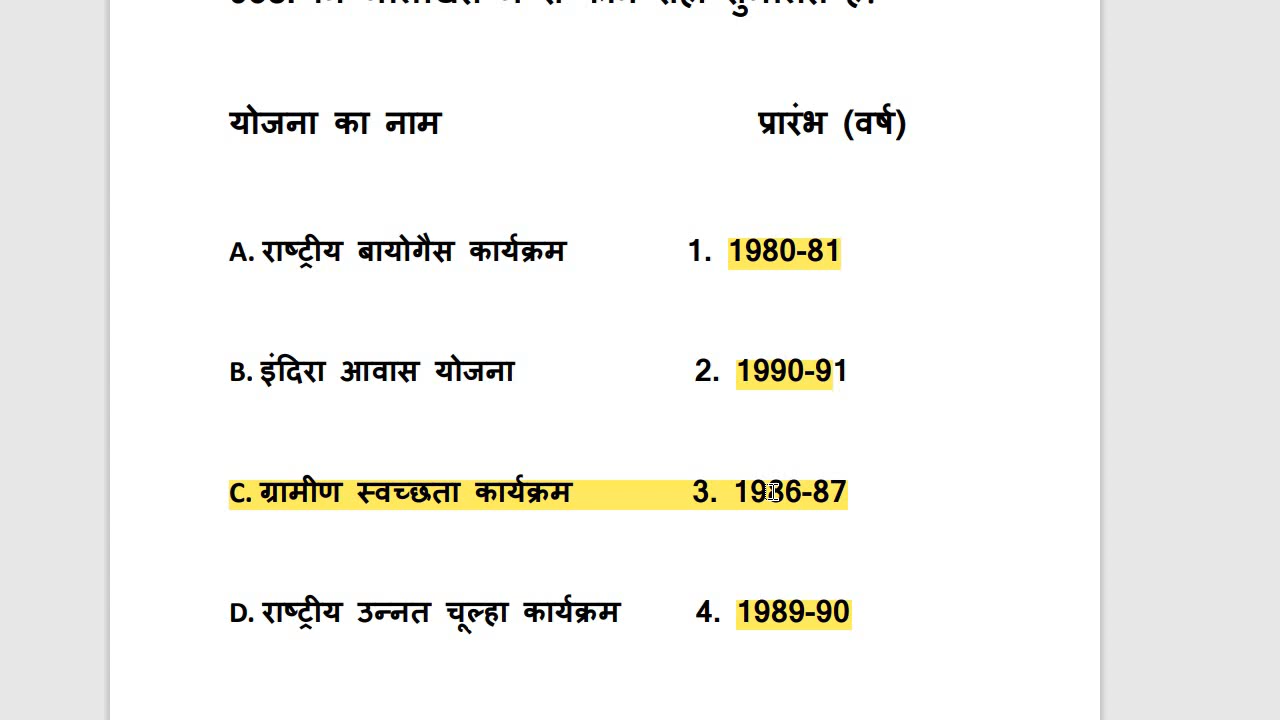 योजना का नाम प्रारंभ (वर्ष)
A. राष्ट्रीय बायोगैस कार्यक्रम 1. 1980-81
B. इंदिरा आवास योजना 2. 1990-91
C. ग्रामीण स्वच्छता कार्यक्रम 3. 1986-87
D. राष्ट्रीय उन्नत चूल्हा कार्यक्रम 4. 1989-90